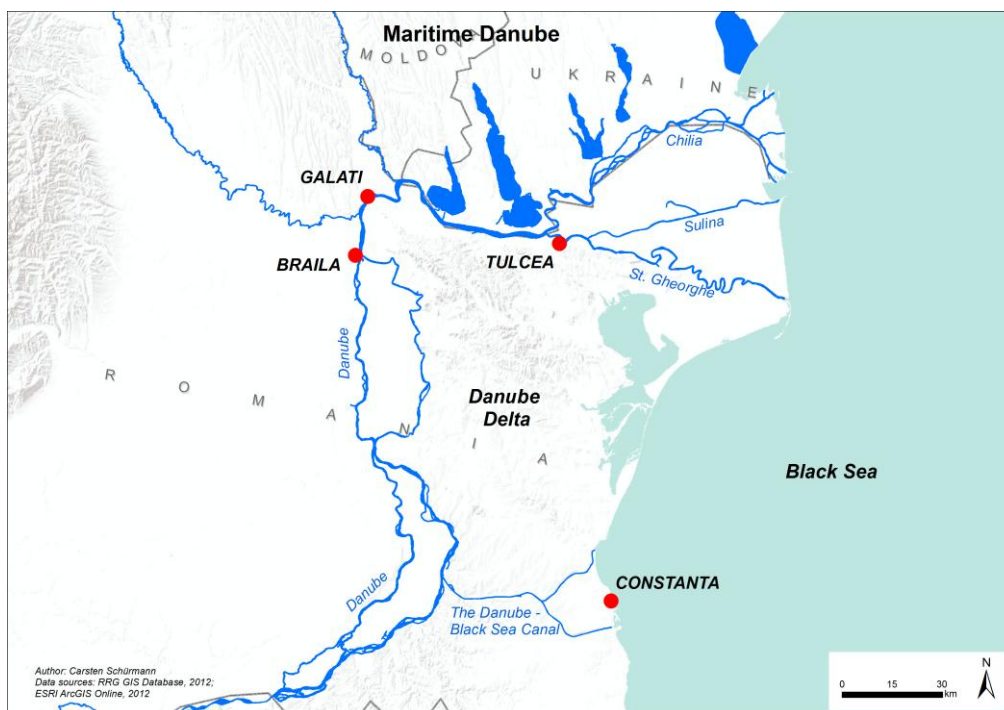 Maritime Danube
MOLDOVA
UKRAINE
Chilia
GALATI
Sulina
BRAILA
TULCEA
St. Gheorghe
Danube
ROMANIA
Danube
Delta
Black Sea
Danube
CONSTANTA
The Danube -
Black Sea Canal
Author: Carsten Schürmann
Data sources: RRG GIS Database, 2012;
ESRI ArcGIS Online, 2012
N
0 15 30
km